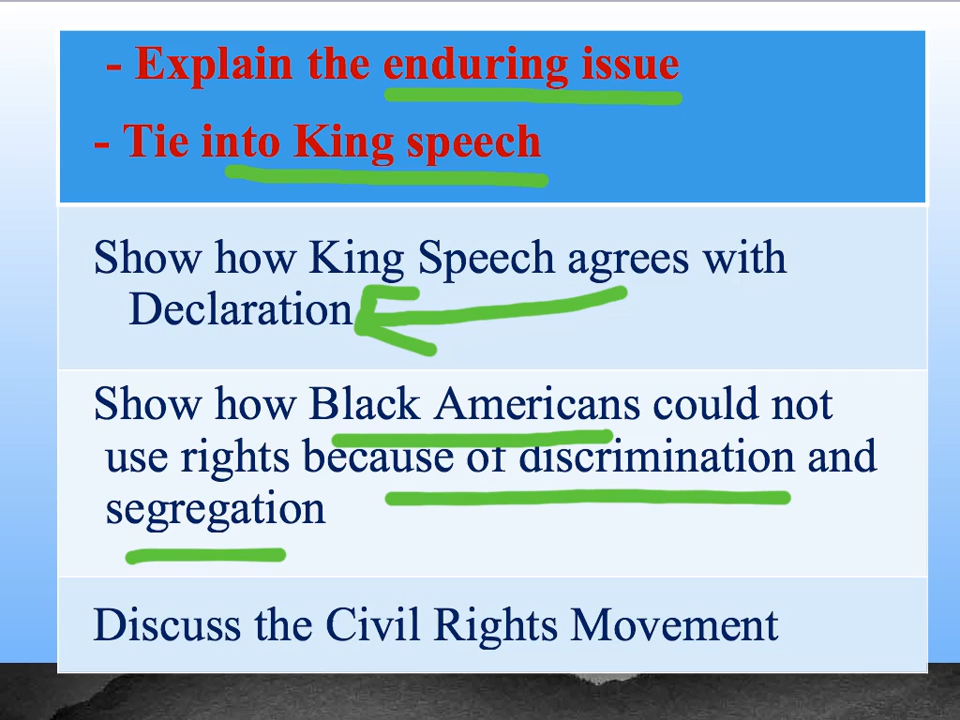 - Explain the enduring issue
- Tie into King speech
Show how King Speech agrees with
Declaration
Show how Black Americans could not
use rights because of discrimination and
segregation
Discuss the Civil Rights Movement